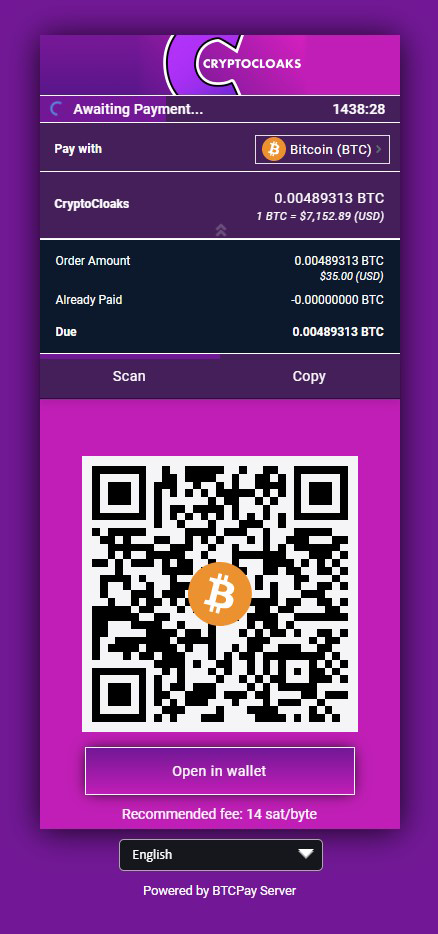 CRYPTOCLOAKS
Awaiting Payment... 1438:28
Pay with Bitcoin (BTC)
CryptoCloaks 0.00489313 BTC
1 BTC = $7,152.89 (USD)
Order Amount 0.00489313 BTC
$35.00 (USD)
Already Paid -0.00000000 BTC
Due 0.00489313 BTC
Scan Copy
Open in wallet
Recommended fee: 14 sat/byte
English
Powered by BTCPay Server